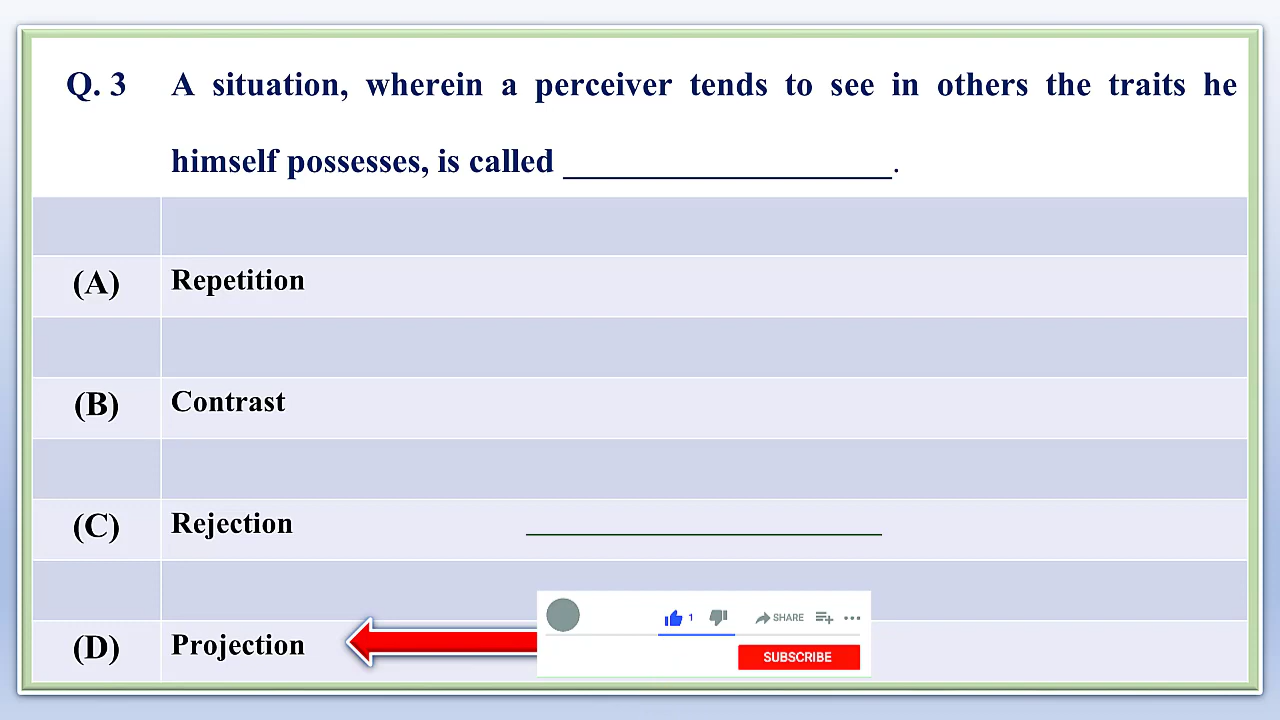 Q. 3 A situation, wherein a perceiver tends to see in others the traits he
himself possesses, is called ____________________.
(A) Repetition
(B) Contrast
(C) Rejection
(D) Projection
1 SHARE
SUBSCRIBE